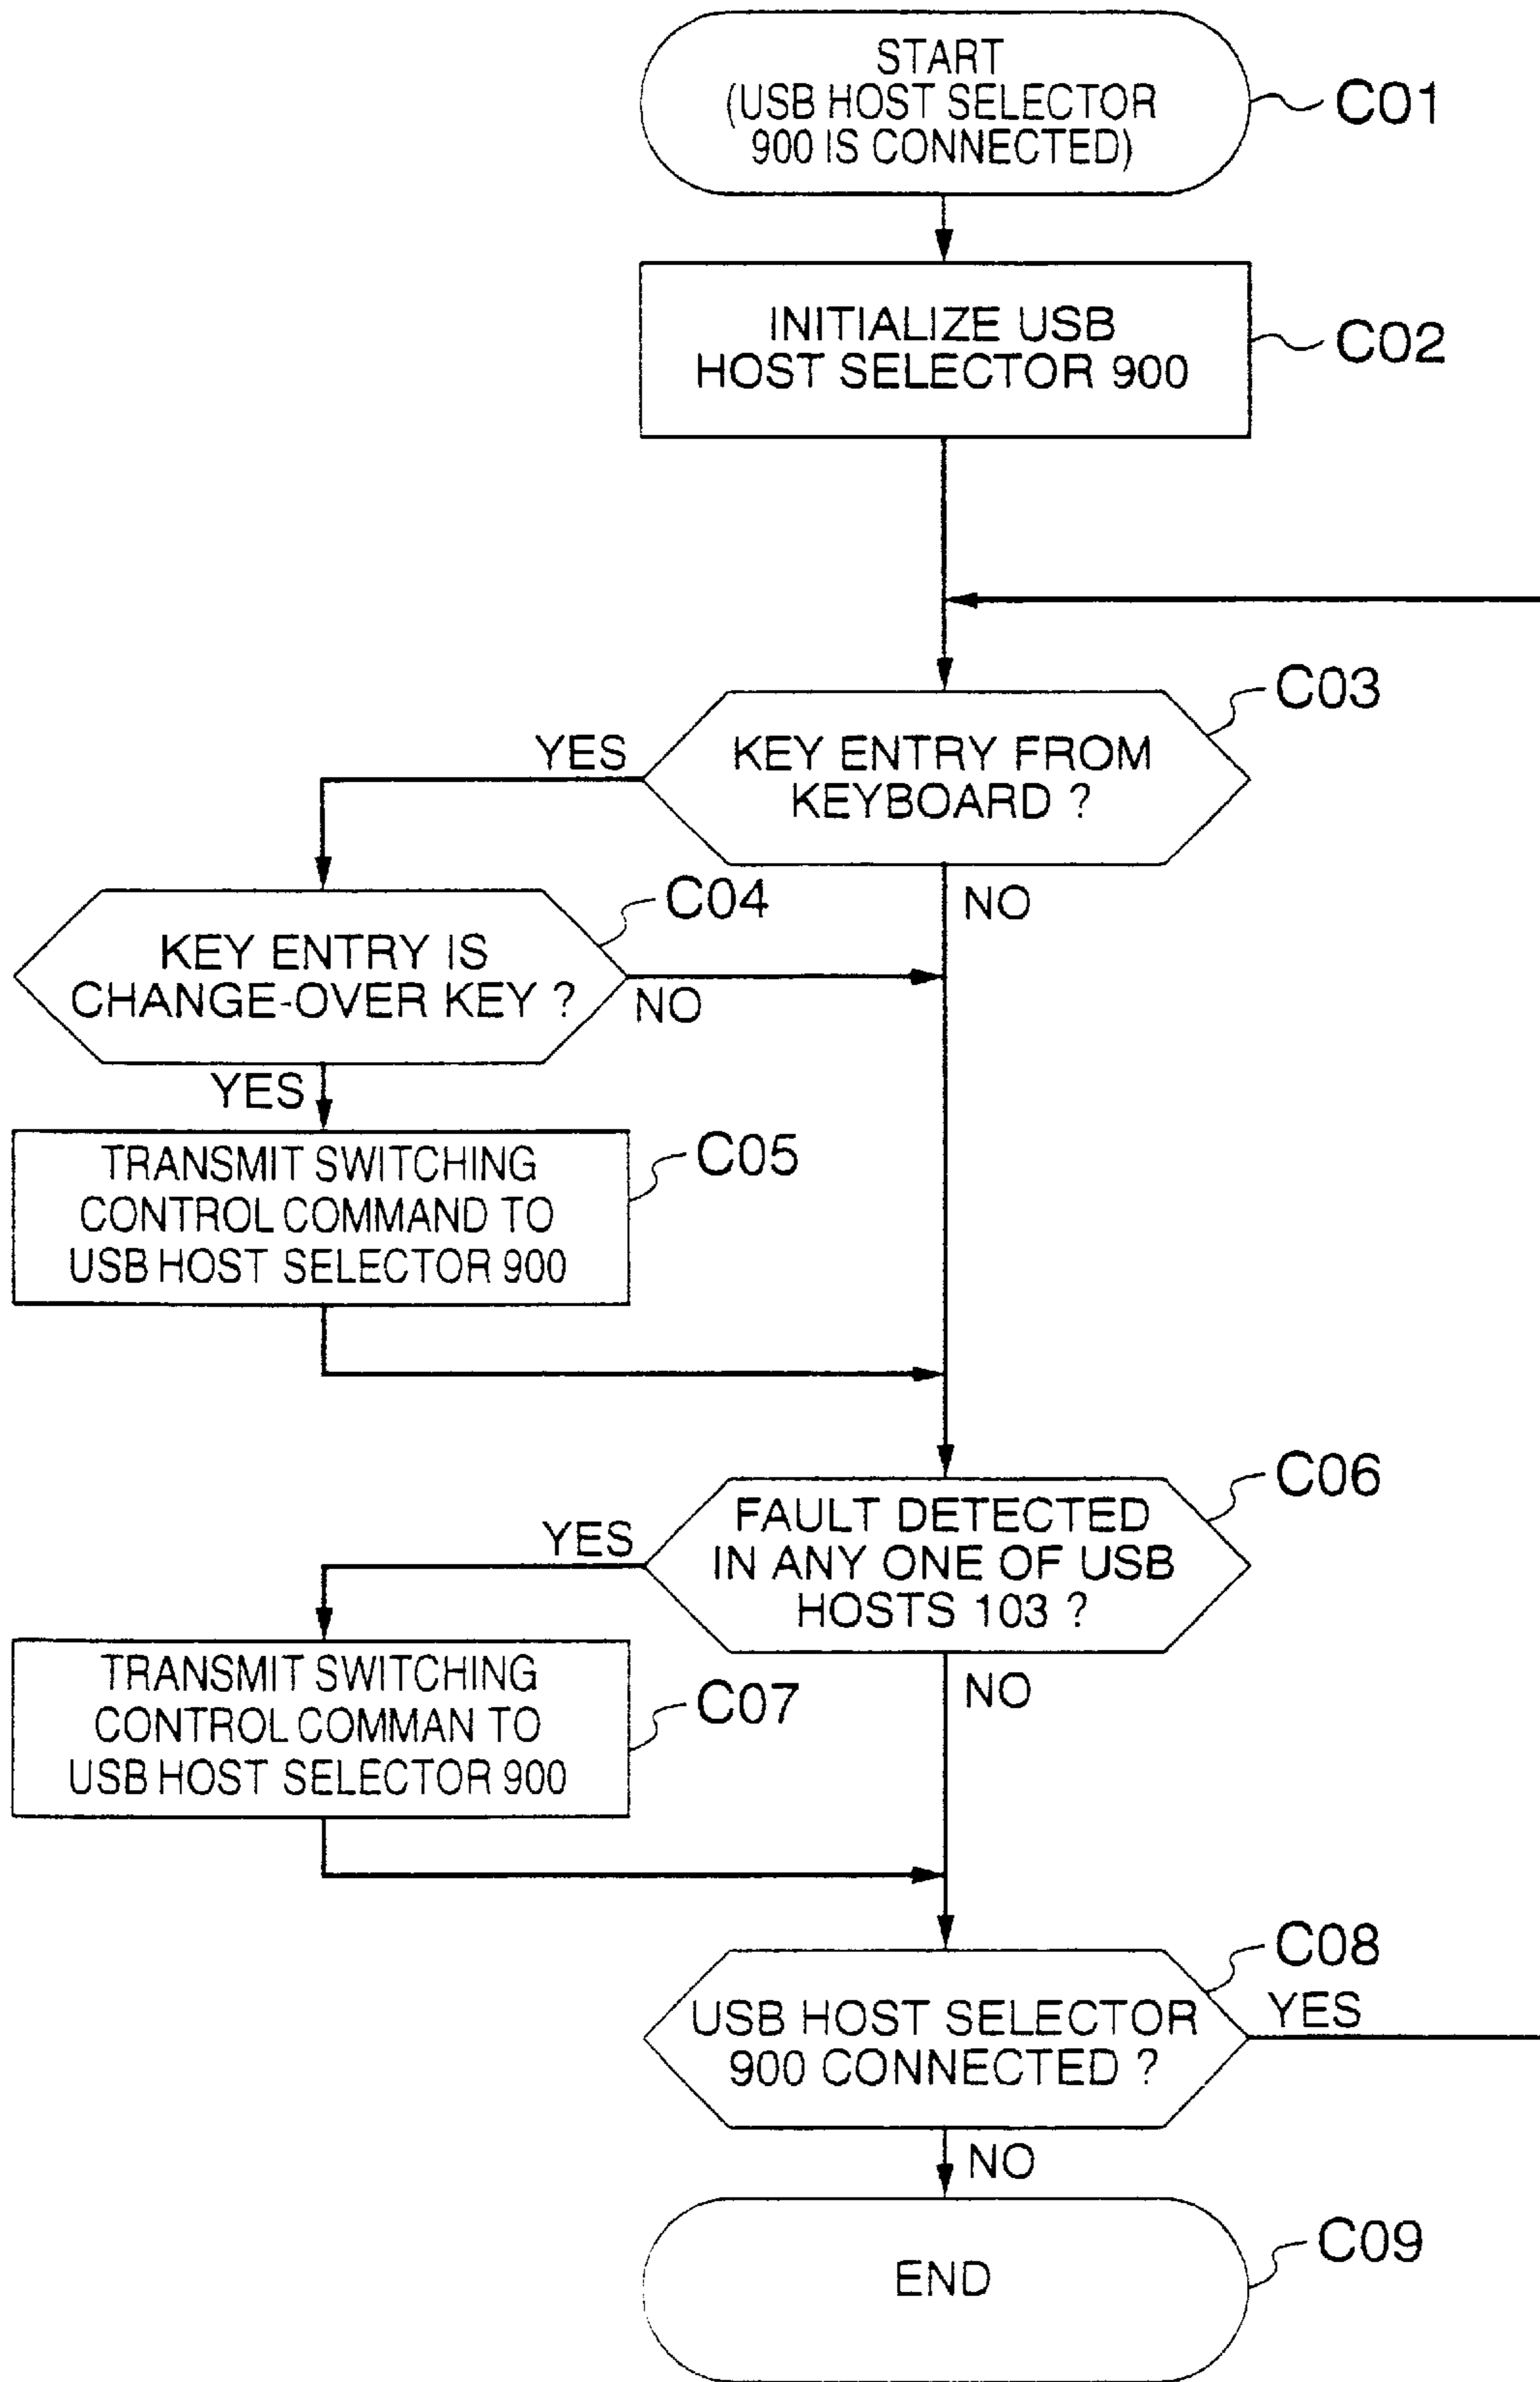 START
(USB HOST SELECTOR
900 IS CONNECTED)
C01
INITIALIZE USB
HOST SELECTOR 900
C02
C03
KEY ENTRY FROM
KEYBOARD ?
YES
NO
C04
KEY ENTRY IS
CHANGE-OVER KEY ?
NO
YES
TRANSMIT SWITCHING
CONTROL COMMAND TO
USB HOST SELECTOR 900
C05
C06
FAULT DETECTED
IN ANY ONE OF USB
HOSTS 103 ?
YES
NO
TRANSMIT SWITCHING
CONTROL COMMAN TO
USB HOST SELECTOR 900
C07
C08
USB HOST SELECTOR
900 CONNECTED ?
YES
NO
END
C09